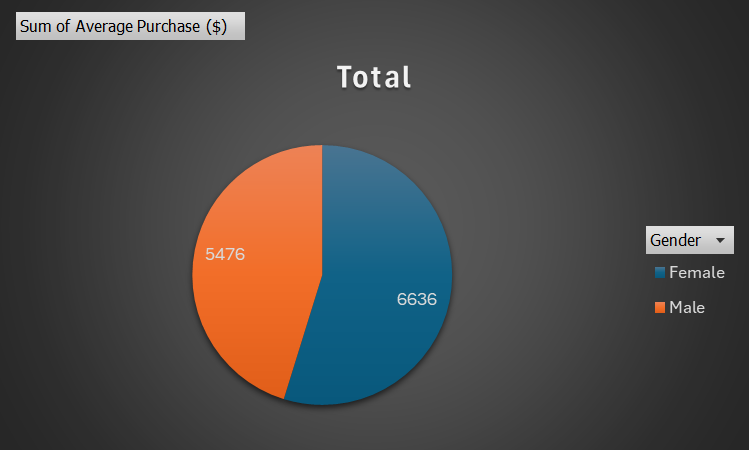 Sum of Average Purchase ($)
Total
5476
6636
Gender
Female
Male